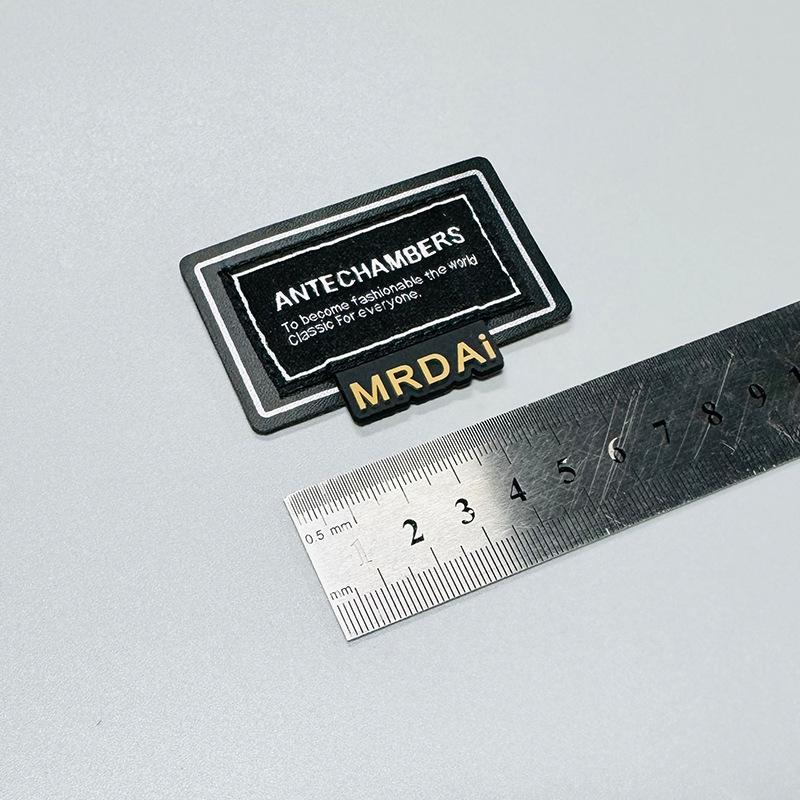 ANTECHAMBERS
To become fashionable the world
Classic For everyone.
MRDAi
0.5 mm
1 2 3 4 5 6 7 8 9
mm